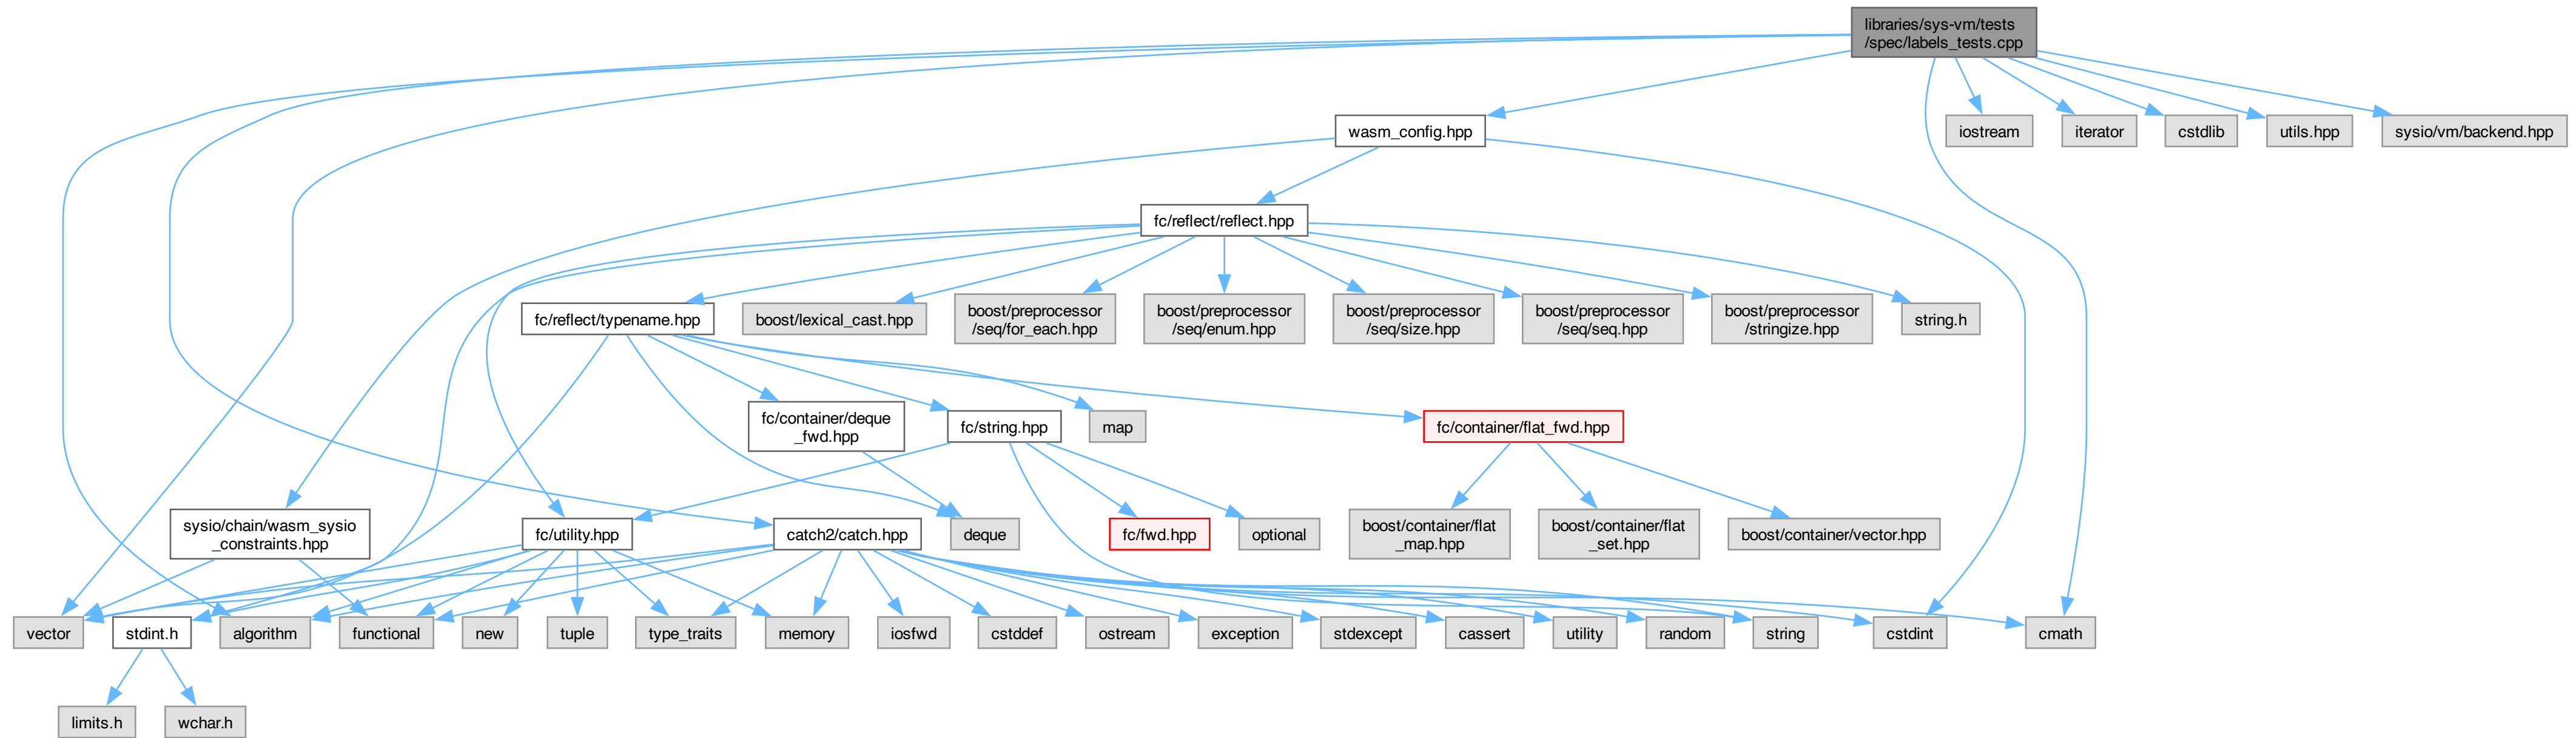 libraries/sys-vm/tests
/spec/labels_tests.cpp
wasm_config.hpp
iostream
iterator
cstdlib
utils.hpp
sysio/vm/backend.hpp
fc/reflect/reflect.hpp
fc/reflect/typename.hpp
boost/lexical_cast.hpp
boost/preprocessor
/seq/for_each.hpp
boost/preprocessor
/seq/enum.hpp
boost/preprocessor
/seq/size.hpp
boost/preprocessor
/seq/seq.hpp
boost/preprocessor
/stringize.hpp
string.h
fc/container/deque
_fwd.hpp
fc/string.hpp
map
fc/container/flat_fwd.hpp
sysio/chain/wasm_sysio
_constraints.hpp
fc/utility.hpp
catch2/catch.hpp
deque
fc/fwd.hpp
optional
boost/container/flat
_map.hpp
boost/container/flat
_set.hpp
boost/container/vector.hpp
vector
stdint.h
algorithm
functional
new
tuple
type_traits
memory
iosfwd
cstddef
ostream
exception
stdexcept
cassert
utility
random
string
cstdint
cmath
limits.h
wchar.h